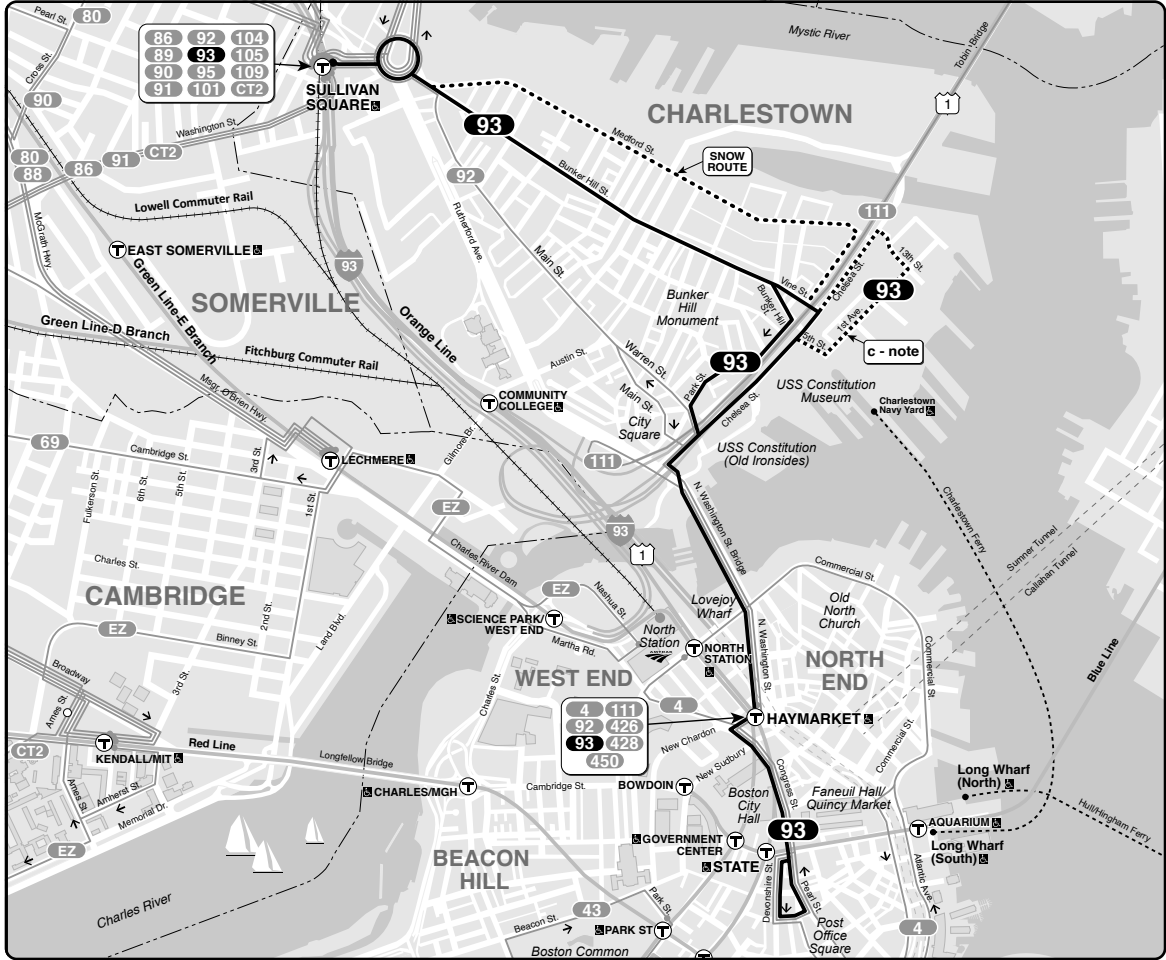 Pearl St.
80
86 92 104
89 93 105
90 95 109
91 101 CT2
SULLIVAN
SQUARE
Mystic River
Tobin Bridge
1
Cross St.
90
Washington St.
CT2
91
86
80
88
93
CHARLESTOWN
Medford St.
SNOW
ROUTE
Bunker Hill St.
92
111
Lowell Commuter Rail
McGrath Hwy.
Rutherford Ave.
EAST SOMERVILLE
93
Main St.
13th St.
Chelsea St.
Vine St.
93
Green Line-E Branch
SOMERVILLE
Bunker
Hill
Monument
Bunker Hill
St.
1st Ave.
5th St.
c - note
Green Line-D Branch
Orange Line
Fitchburg Commuter Rail
Austin St.
Warren St.
93
Park St.
Msgr. O'Brien Hwy.
COMMUNITY
COLLEGE
Main St.
City
Square
Chelsea St.
USS Constitution
Museum
Charlestown
Navy Yard
USS Constitution
(Old Ironsides)
69
Cambridge St.
3rd St.
LECHMERE
Gilmore Br.
111
Fulkerson St.
6th St.
5th St.
1st St.
EZ
N. Washington St. Bridge
Charlestown Ferry
93
1
Sumner Tunnel
Callahan Tunnel
Charles St.
Charles River Dam
Commercial St.
CAMBRIDGE
EZ
Nashua St.
Lovejoy
Wharf
Old
North
Church
2nd St.
Land Blvd.
SCIENCE PARK/
WEST END
EZ
Binney St.
Martha Rd.
North
Station
AMTRAK
NORTH
STATION
N. Washington St.
NORTH
END
Commercial St.
Blue Line
Broadway
3rd St.
Charles St.
WEST END
4 111
92 426
93 428
450
4
HAYMARKET
Ames St.
CT2
KENDALL/MIT
Red Line
Longfellow Bridge
New Chardon
New Sudbury
Commercial St.
Ames St.
Amherst St.
Memorial Dr.
CHARLES/MGH
Cambridge St.
BOWDOIN
Boston
City
Hall
Congress St.
Faneuil Hall/
Quincy Market
Long Wharf
(North)
Hull/Hingham Ferry
EZ
GOVERNMENT
CENTER
93
AQUARIUM
Long Wharf
(South)
BEACON
HILL
STATE
Atlantic Ave.
Devonshire St.
Pearl St.
Charles River
Park St.
43
Beacon St.
PARK ST
Post
Office
Square
4
Boston Common